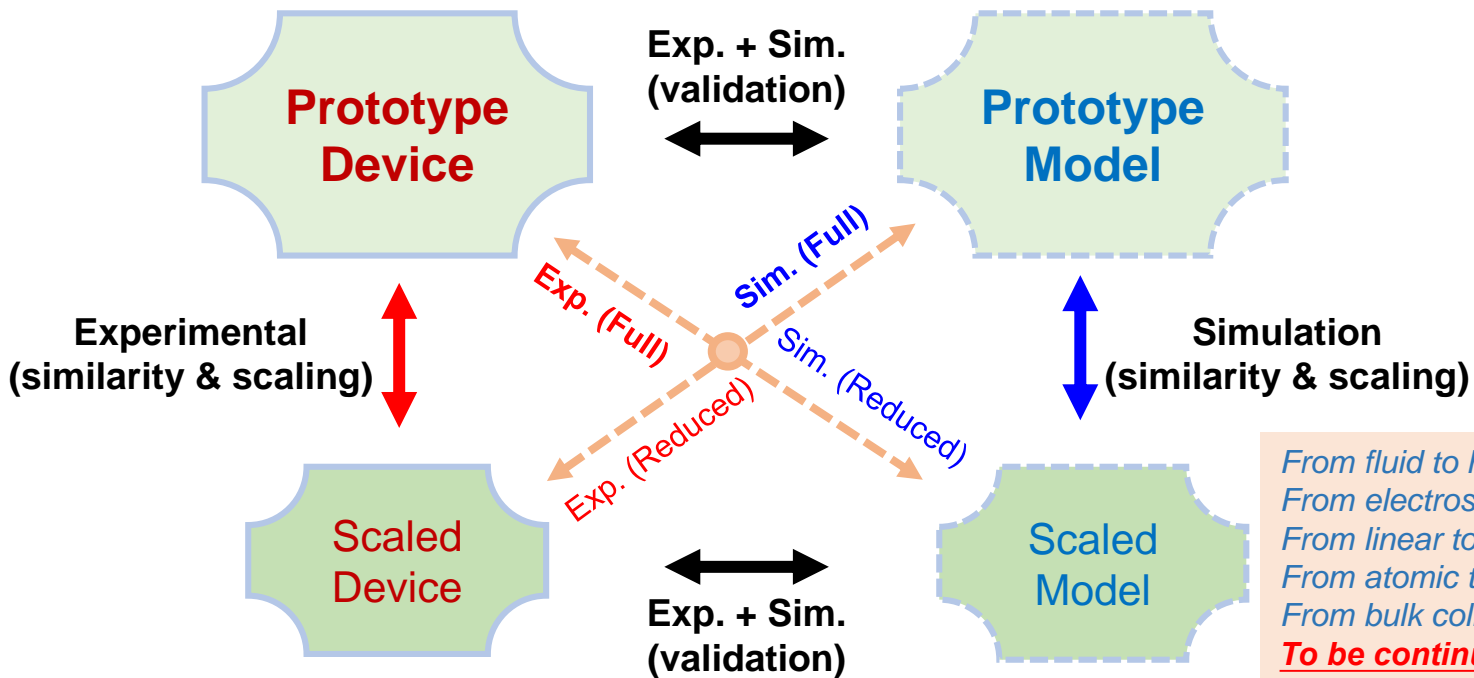 Prototype
Device
Exp. + Sim.
(validation)
Prototype
Model
Exp. (Full)
Sim. (Full)
Experimental
(similarity & scaling)
Simulation
(similarity & scaling)
Exp. (Reduced)
Sim. (Reduced)
Scaled
Device
Exp. + Sim.
(validation)
Scaled
Model
From fluid to
From electros
From linear to
From atomic
From bulk
To be